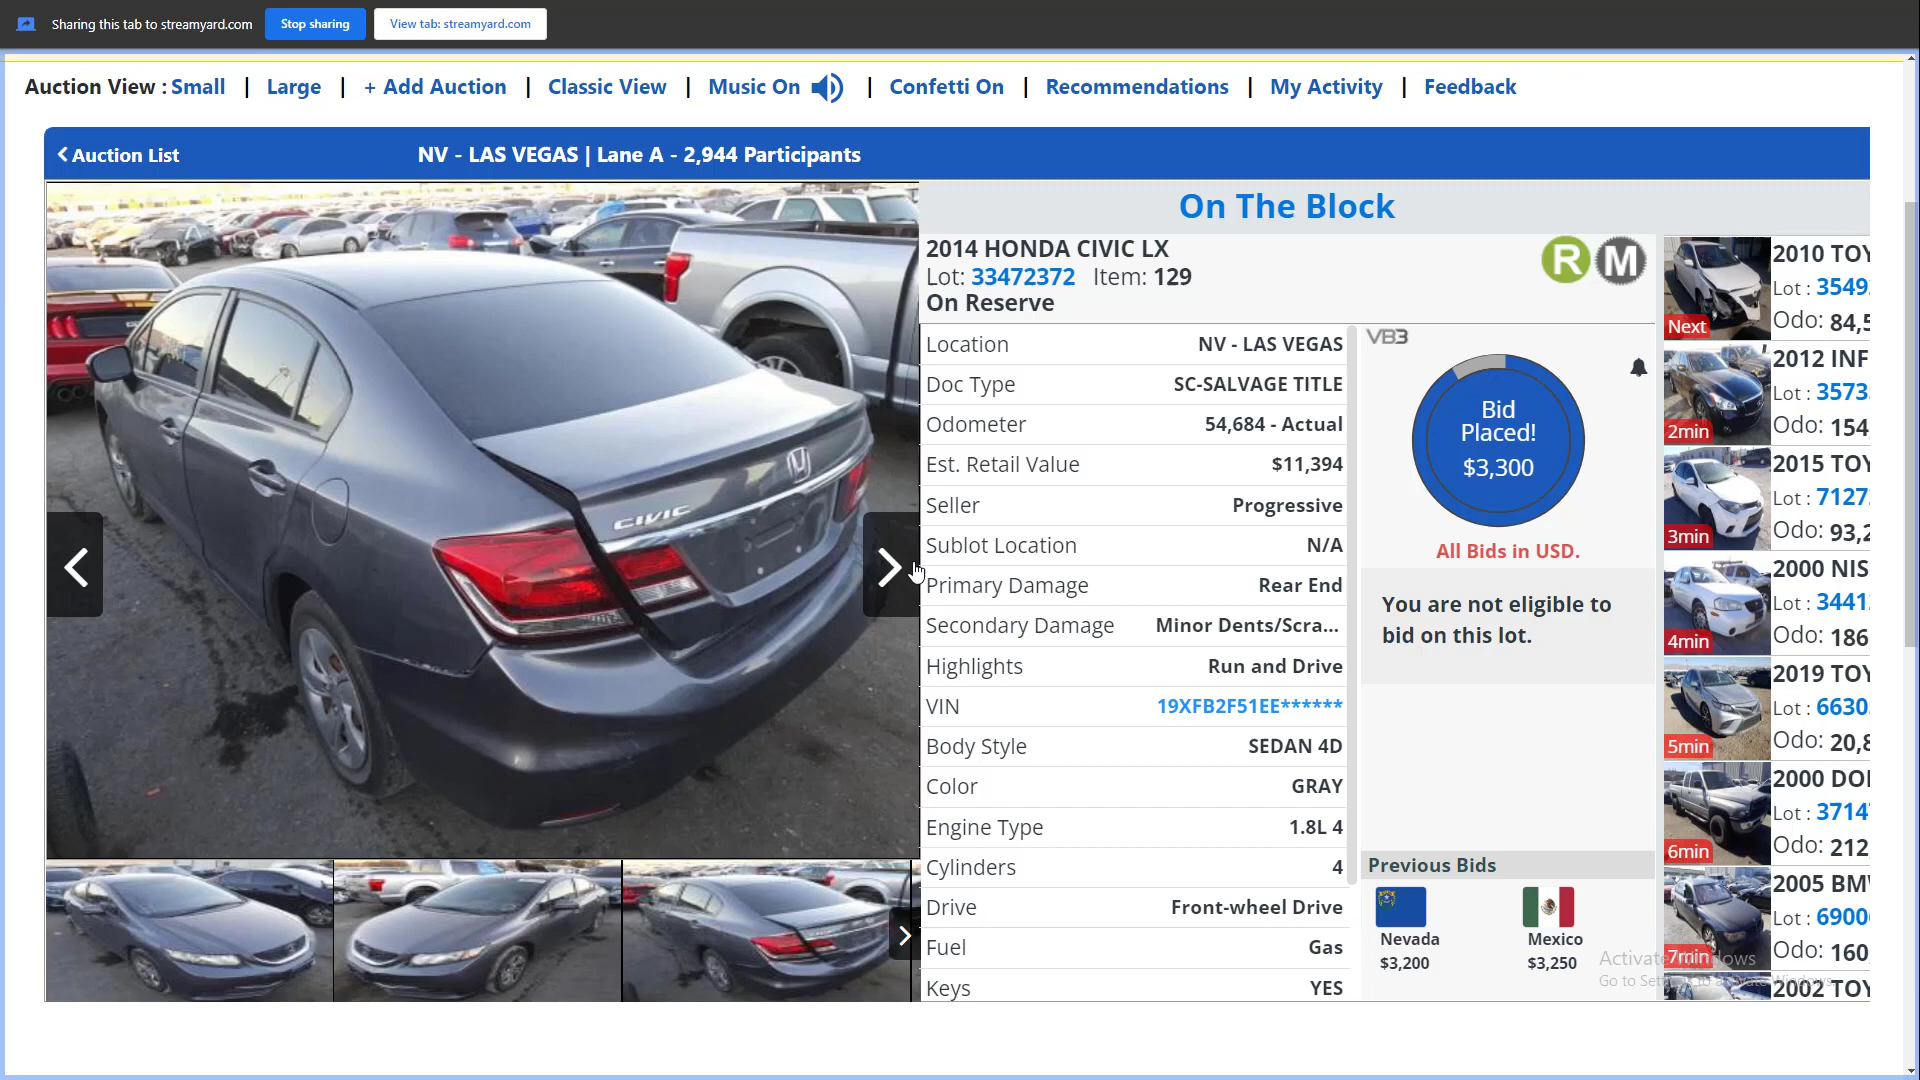 Sharing this tab to streamyard.com
Stop sharing
View tab: streamyard.com
Auction View : Small | Large | + Add Auction | Classic View | Music On | Confetti On | Recommendations | My Activity | Feedback
Auction List
NV - LAS VEGAS | Lane A - 2,944 Participants
On The Block
2014 HONDA CIVIC LX
Lot: 33472372 Item: 129
On Reserve
R M
Location NV - LAS VEGAS
Doc Type SC-SALVAGE TITLE
Odometer 54,684 - Actual
Est. Retail Value $11,394
Seller Progressive
Sublot Location N/A
Primary Damage Rear End
Secondary Damage Minor Dents/Scra...
Highlights Run and Drive
VIN 19XFB2F51EE******
Body Style SEDAN 4D
Color GRAY
Engine Type 1.8L 4
Cylinders 4
Drive Front-wheel Drive
Fuel Gas
Keys YES
VB3
Bid
Placed!
$3,300
All Bids in USD.
You are not eligible to
bid on this lot.
Previous Bids
Nevada
$3,200
Mexico
$3,250
Next
2010 TOY
Lot : 3549
Odo: 84,5
2min
2012 INF
Lot : 3573
Odo: 154
3min
2015 TOY
Lot : 7127
Odo: 93,2
4min
2000 NIS
Lot : 3441
Odo: 186
5min
2019 TOY
Lot : 6630
Odo: 20,8
6min
2000 DO
Lot : 3714
Odo: 212
7min
2005 BM
Lot : 6900
Odo: 160
2002 TOY
Activate Windows
Go to Settings to activate Windows.
CIVIC